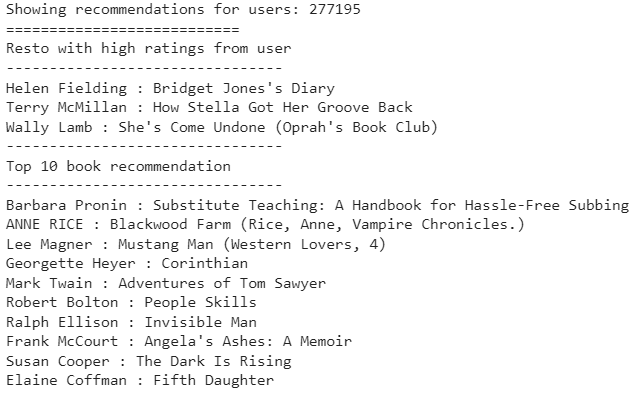 Showing recommendations for users: 277195
===========================
Resto with high ratings from user
--------------------------------
Helen Fielding : Bridget Jones's Diary
Terry McMillan : How Stella Got Her Groove Back
Wally Lamb : She's Come Undone (Oprah's Book Club)
--------------------------------
Top 10 book recommendation
--------------------------------
Barbara Pronin : Substitute Teaching: A Handbook for Hassle-Free Subbing
ANNE RICE : Blackwood Farm (Rice, Anne, Vampire Chronicles.)
Lee Magner : Mustang Man (Western Lovers, 4)
Georgette Heyer : Corinthian
Mark Twain : Adventures of Tom Sawyer
Robert Bolton : People Skills
Ralph Ellison : Invisible Man
Frank McCourt : Angela's Ashes: A Memoir
Susan Cooper : The Dark Is Rising
Elaine Coffman : Fifth Daughter